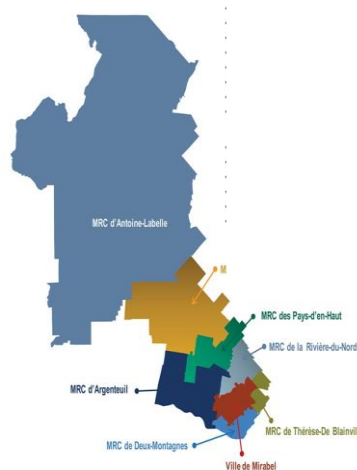 MRC d'Antoine-Labelle
M
MRC des Pays-d'en-Haut
MRC de la Rivière-du-Nord
MRC d'Argenteuil
MRC de Thérèse-De Blainvil
MRC de Deux-Montagnes
Ville de Mirabel